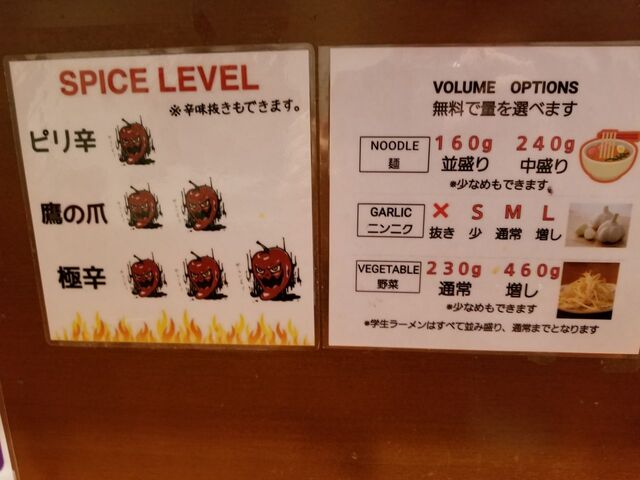 SPICE LEVEL
※辛味抜きもできます。
ピリ辛
鷹の爪
極辛
VOLUME OPTIONS
無料で量を選べます
NOODLE 160g 240g
麺 並盛り 中盛り
*少なめもできます
GARLIC × S M L
ニンニク 抜き 少 通常 増し
VEGETABLE 230g 460g
野菜 通常 増し
*少なめもできます
*学生ラーメンはすべて並み盛り、通常までとなります